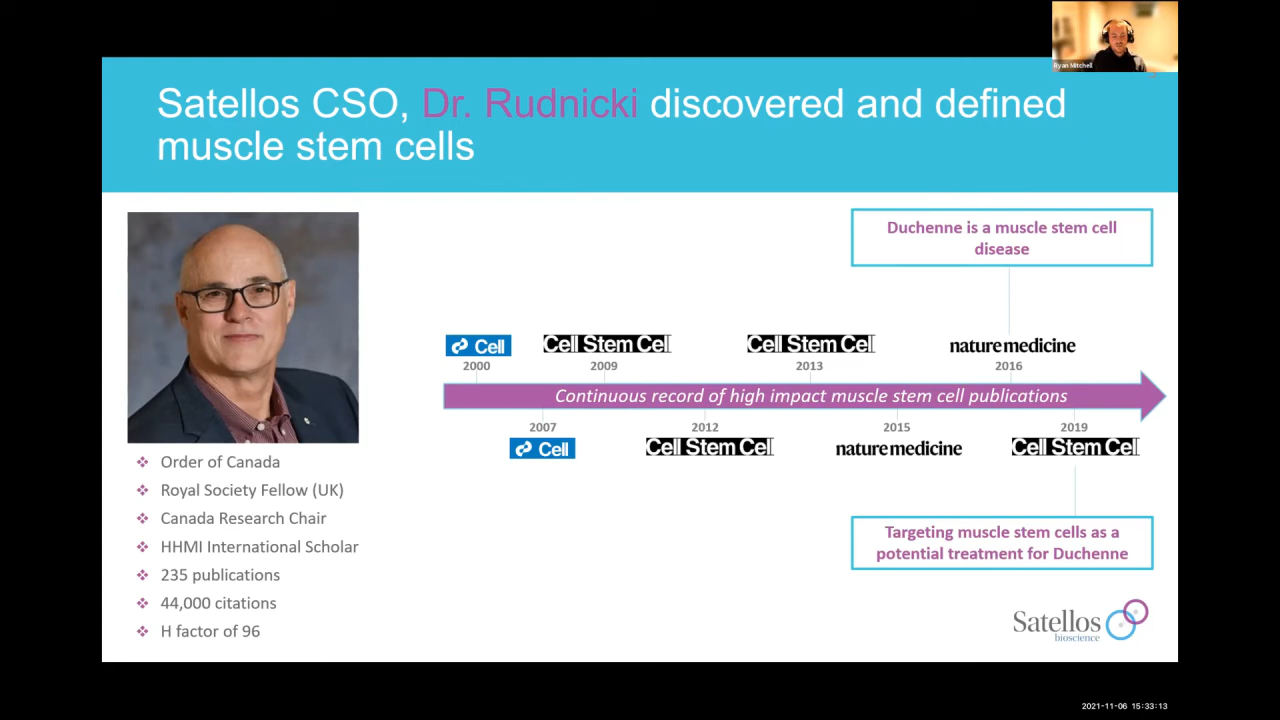 Ryan Mitchell
Satellos CSO, Dr. Rudnicki discovered and defined
muscle stem cells
Duchenne is a muscle stem cell
disease
Cell
Cell Stem Cell
Cell Stem Cell
nature medicine
2000
2009
2013
2016
Continuous record of high impact muscle stem cell publications
2007
2012
2015
2019
Cell
Cell Stem Cell
nature medicine
Cell Stem Cell
Order of Canada
Royal Society Fellow (UK)
Canada Research Chair
HHMI International Scholar
235 publications
44,000 citations
H factor of 96
Targeting muscle stem cells as a
potential treatment for Duchenne
Satellos
bioscience
2021-11-06 15:33:13